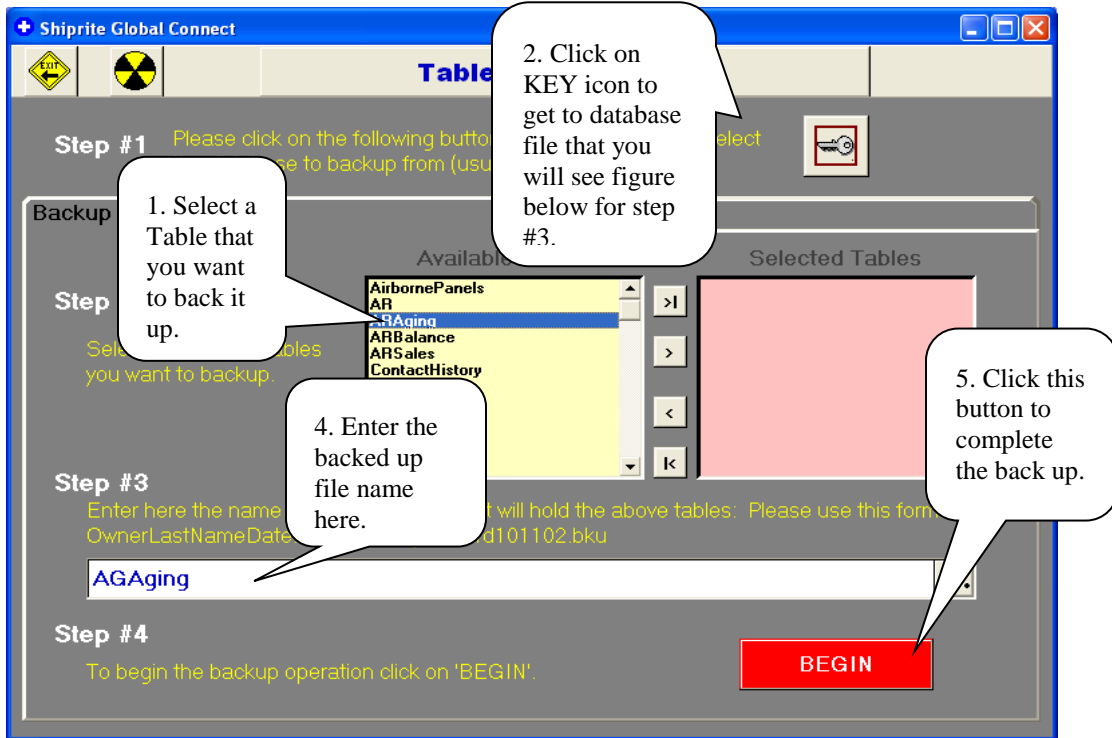 Shiprite Global Connect
EXIT
Table
2. Click on
KEY icon to
get to database
file that you
will see figure
below for step
#3.
Step #1
Please click on the following
elect
se to backup from
Backup
1. Select a
Table that
you want
to back it
up.
Available
Selected Tables
Step
AirbornePanels
AR
ARAging
ARBalance
ARSales
ContactHistory
>I
>
<
I<
you want to backup.
4. Enter the
backed up
file name
here.
5. Click this
button to
complete
the back up.
Step #3
Enter here the name
will hold the above tables: Please use this form
OwnerLastNameDate
d101102.bku
AGAging
Step #4
To begin the backup operation click on 'BEGIN'.
BEGIN